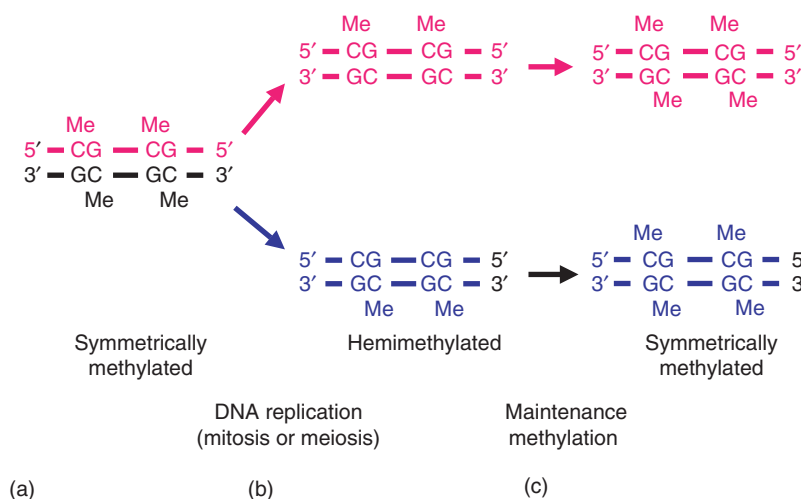 Me Me
5′ CG CG 5′
3′ GC GC 3′
Me Me
5′ CG CG 5′
3′ GC GC 3′
Me Me
Me Me
5′ CG CG 5′
3′ GC GC 3′
Me Me
5′ CG CG 5′
3′ GC GC 3′
Me Me
Me Me
5′ CG CG 5
3′ GC GC 3
Me Me
Symmetrically
methylated
Hemimethylated
Symmetrically
methylated
DNA replication
(mitosis or meiosis)
Maintenance
methylation
(a) (b) (c)